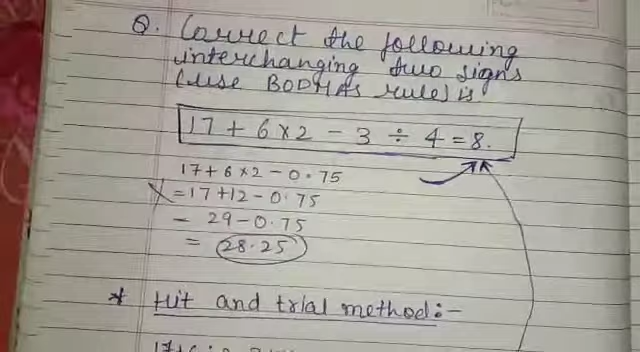 Q. Correct the following
interchanging two signs
(use BODMAS rule) is
17 + 6 × 2 - 3 ÷ 4 = 8.
17 + 6 × 2 - 0.75
= 17 + 12 - 0.75
= 29 - 0.75
= 28.25
* Hit and trial method:-